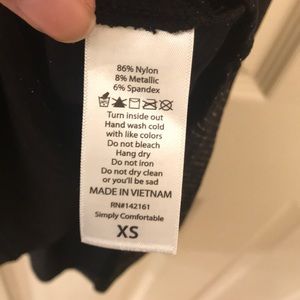 86% Nylon
8% Metallic
6% Spandex
Turn inside out
Hand wash cold
with like colors
Do not bleach
Hang dry
Do not iron
Do not dry clean
or you'll be sad
MADE IN VIETNAM
RN#142161
Simply Comfortable
XS